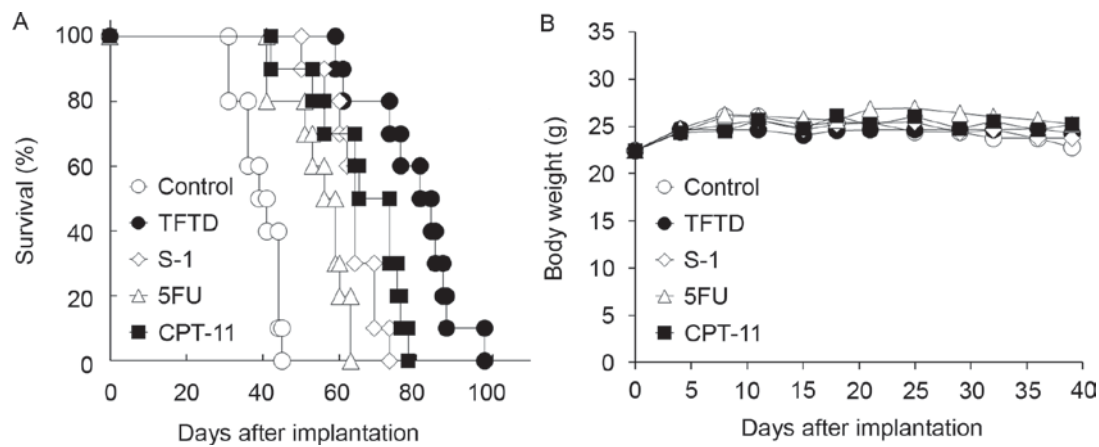 A
Survival (%)
100
80
60
40
20
0
Control
TFTD
S-1
5FU
CPT-11
0 20 40 60 80 100
Days after implantation
B
Body weight (g)
35
30
25
20
15
10
5
0
Control
TFTD
S-1
5FU
CPT-11
0 5 10 15 20 25 30 35 40
Days after implantation